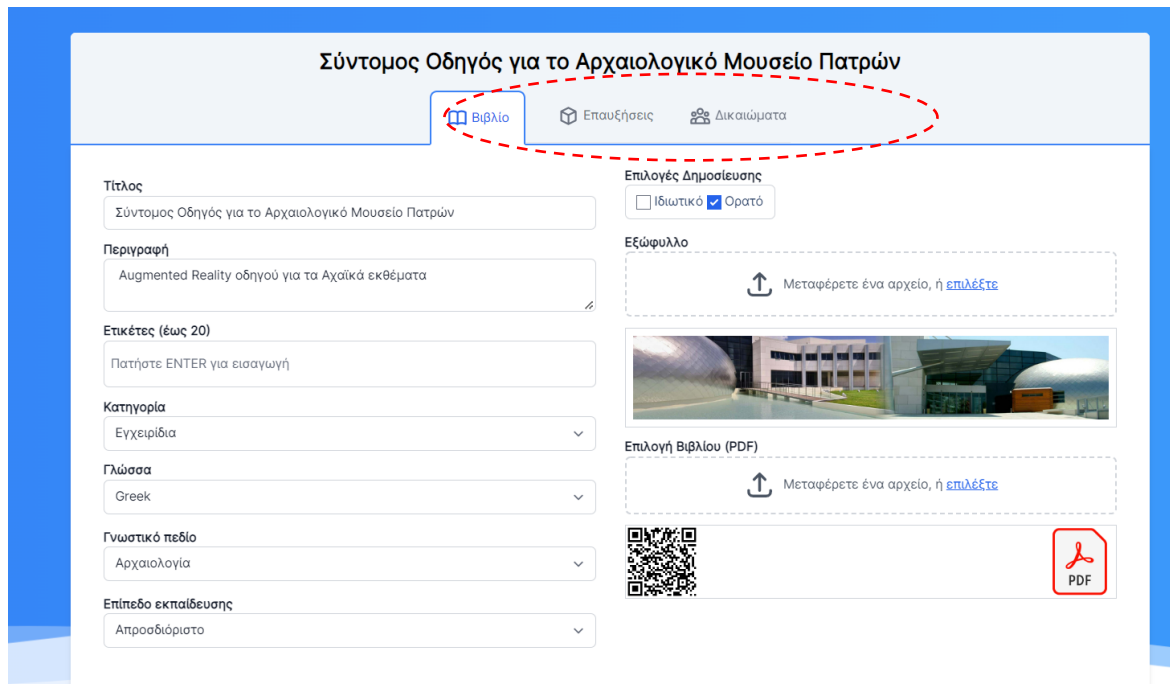 Σύντομος Οδηγός για το Αρχαιολογικό Μουσείο Πατρών
Βιβλίο
Επαυξήσεις
Δικαιώματα
Τίτλος
Σύντομος Οδηγός για το Αρχαιολογικό Μουσείο Πατρών
Περιγραφή
Augmented Reality οδηγού για τα Αχαϊκά εκθέματα
Ετικέτες (έως 20)
Πατήστε ENTER για εισαγωγή
Κατηγορία
Εγχειρίδια
Γλώσσα
Greek
Γνωστικό πεδίο
Αρχαιολογία
Επίπεδο εκπαίδευσης
Απροσδιόριστο
Επιλογές Δημοσίευσης
Ιδιωτικό Ορατό
Εξώφυλλο
Μεταφέρετε ένα αρχείο, ή επιλέξτε
Επιλογή Βιβλίου (PDF)
Μεταφέρετε ένα αρχείο, ή επιλέξτε
PDF